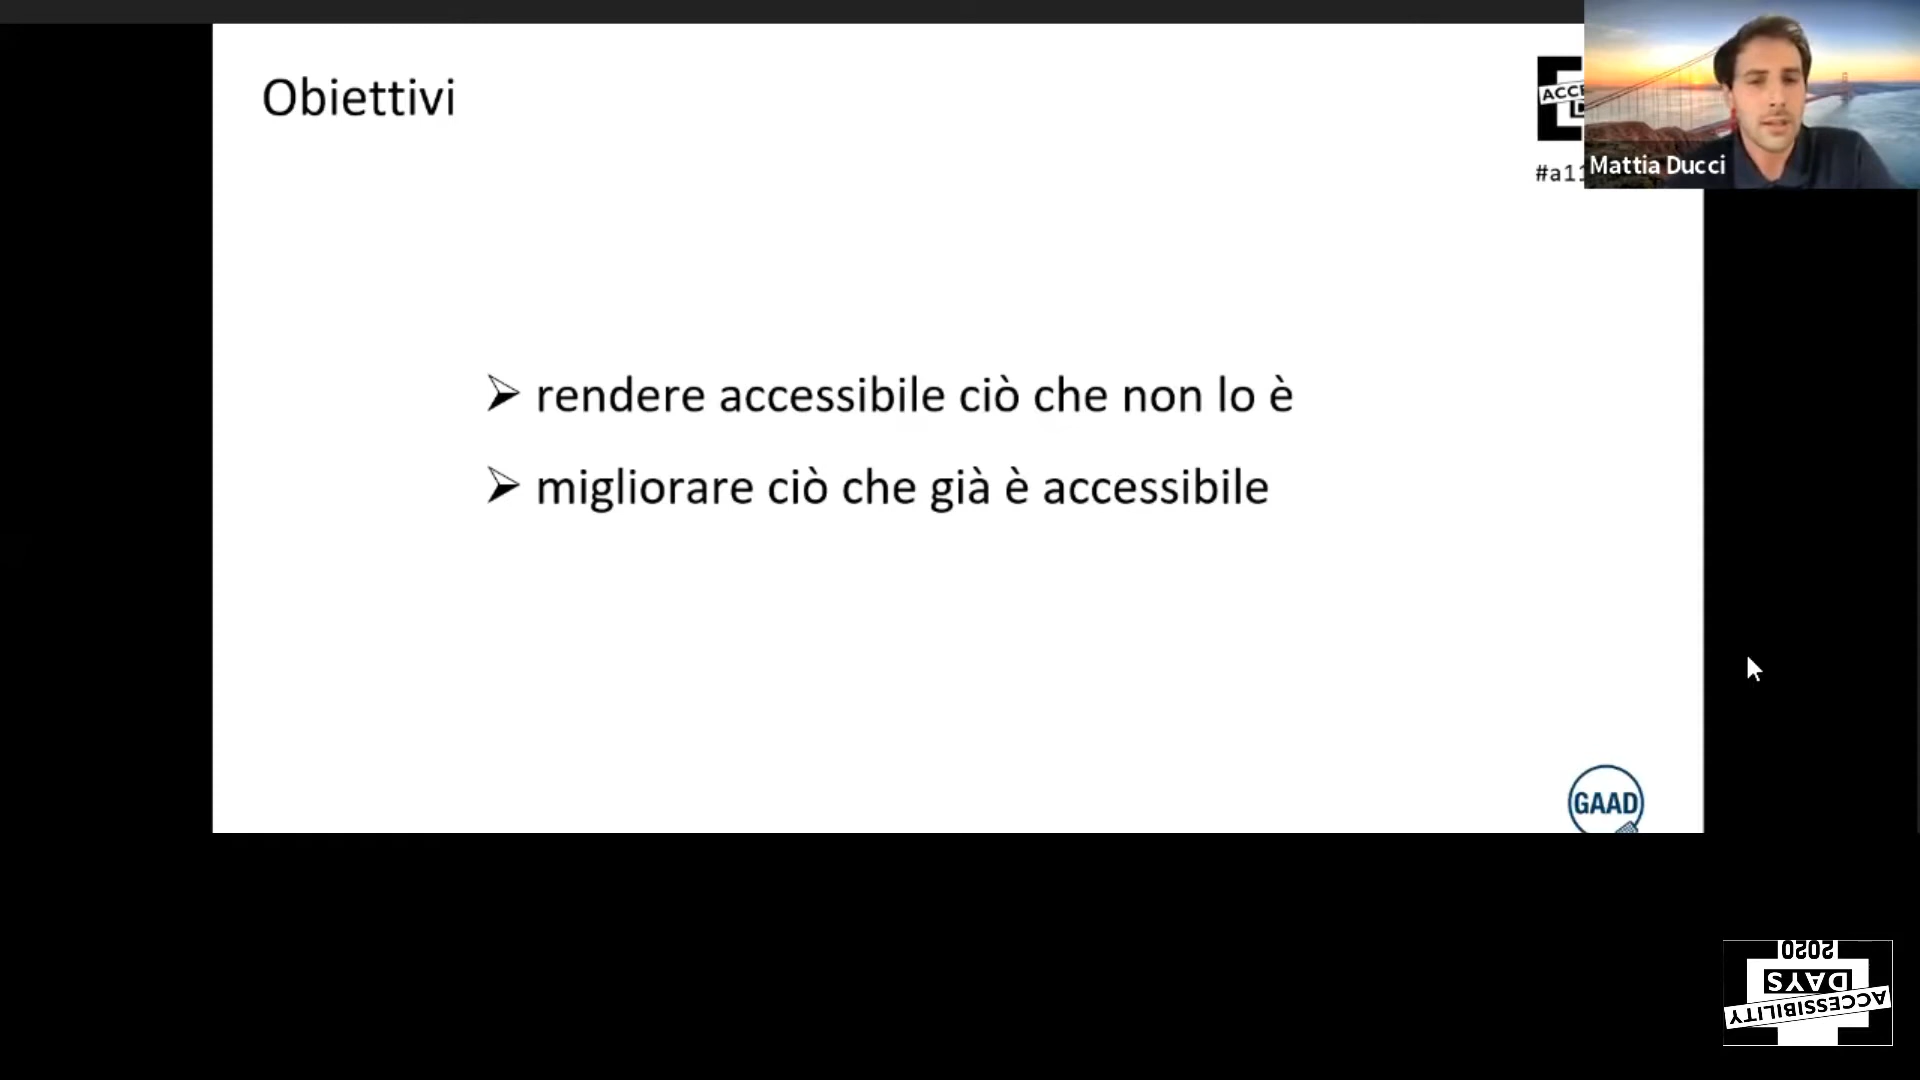 Obiettivi
ACCE
#a11
Mattia Ducci
➢ rendere accessibile ciò che non lo è
➢ migliorare ciò che già è accessibile
GAAD
ACCESSIBILITY
DAYS
2020